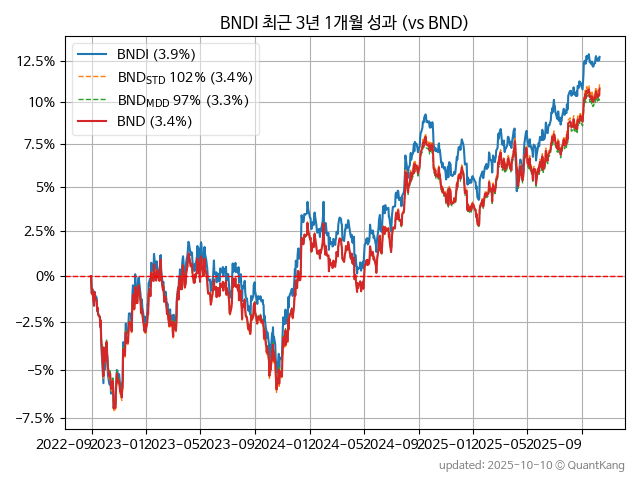 BNDI 최근 3년 1개월 성과 (vs BND)
BNDI (3.9%)
BND_STD 102% (3.4%)
BND_MDD 97% (3.3%)
BND (3.4%)
12.5%
10%
7.5%
5%
2.5%
0%
−2.5%
−5%
−7.5%
2022-09 2023-01 2023-05 2023-09 2024-01 2024-05 2024-09 2025-01 2025-05 2025-09
updated: 2025-10-10 © QuantKang